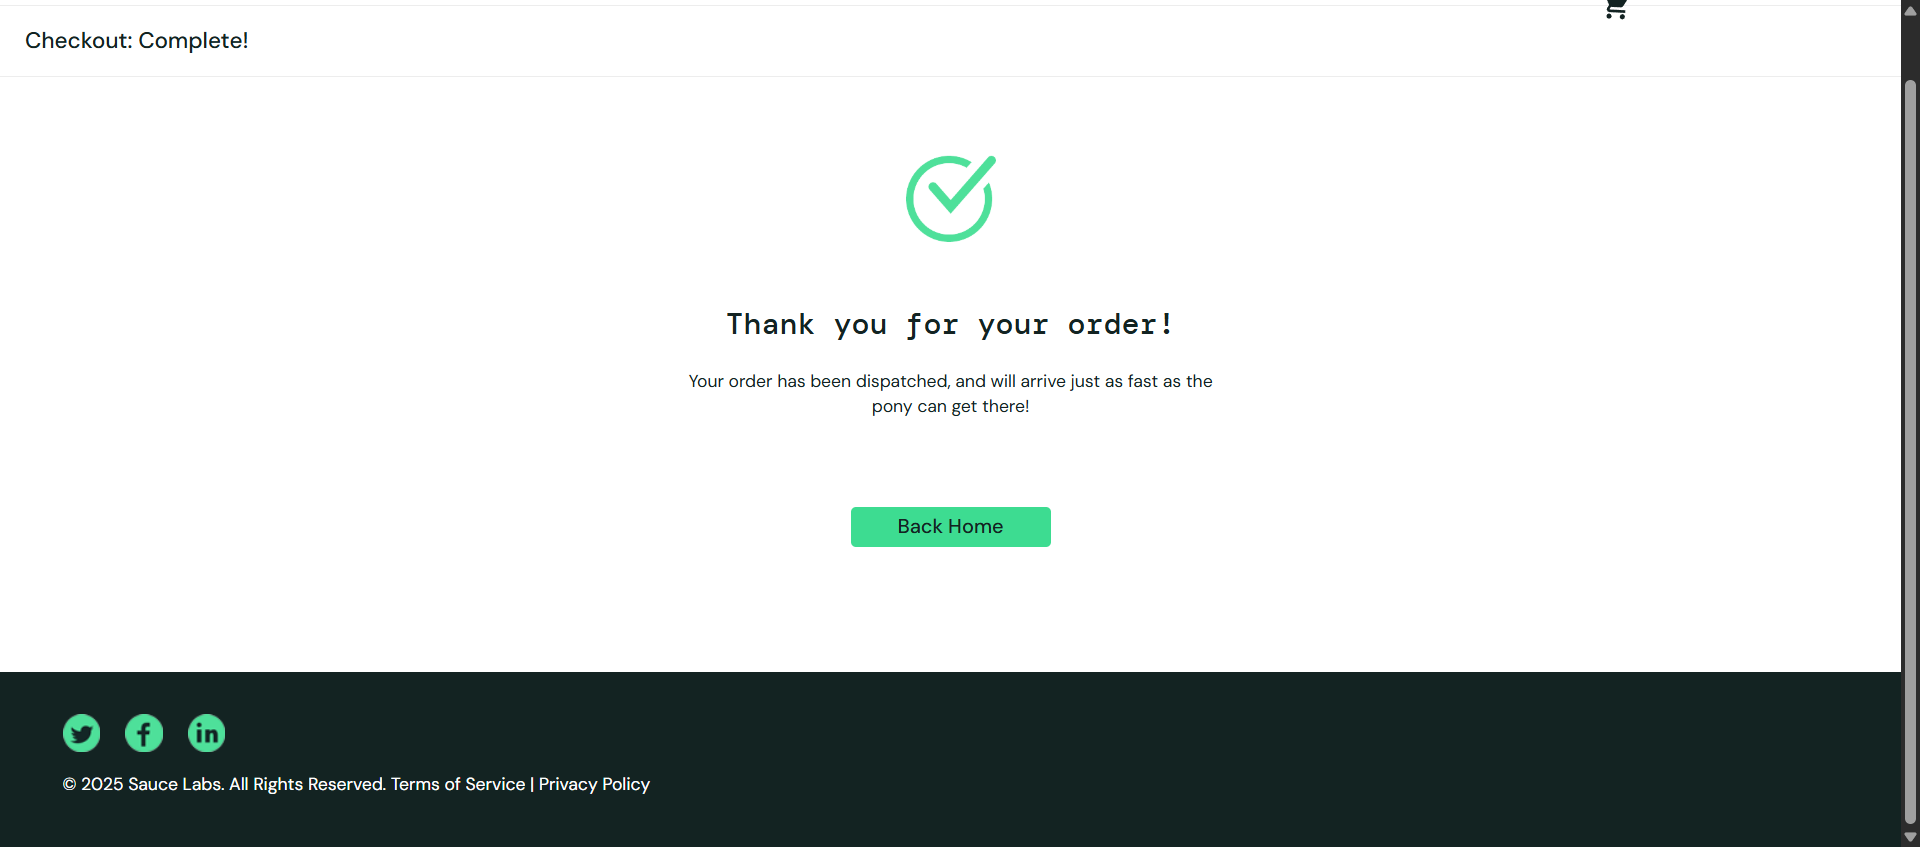 Checkout: Complete!
Thank you for your order!
Your order has been dispatched, and will arrive just as fast as the
pony can get there!
Back Home
© 2025 Sauce Labs. All Rights Reserved. Terms of Service | Privacy Policy